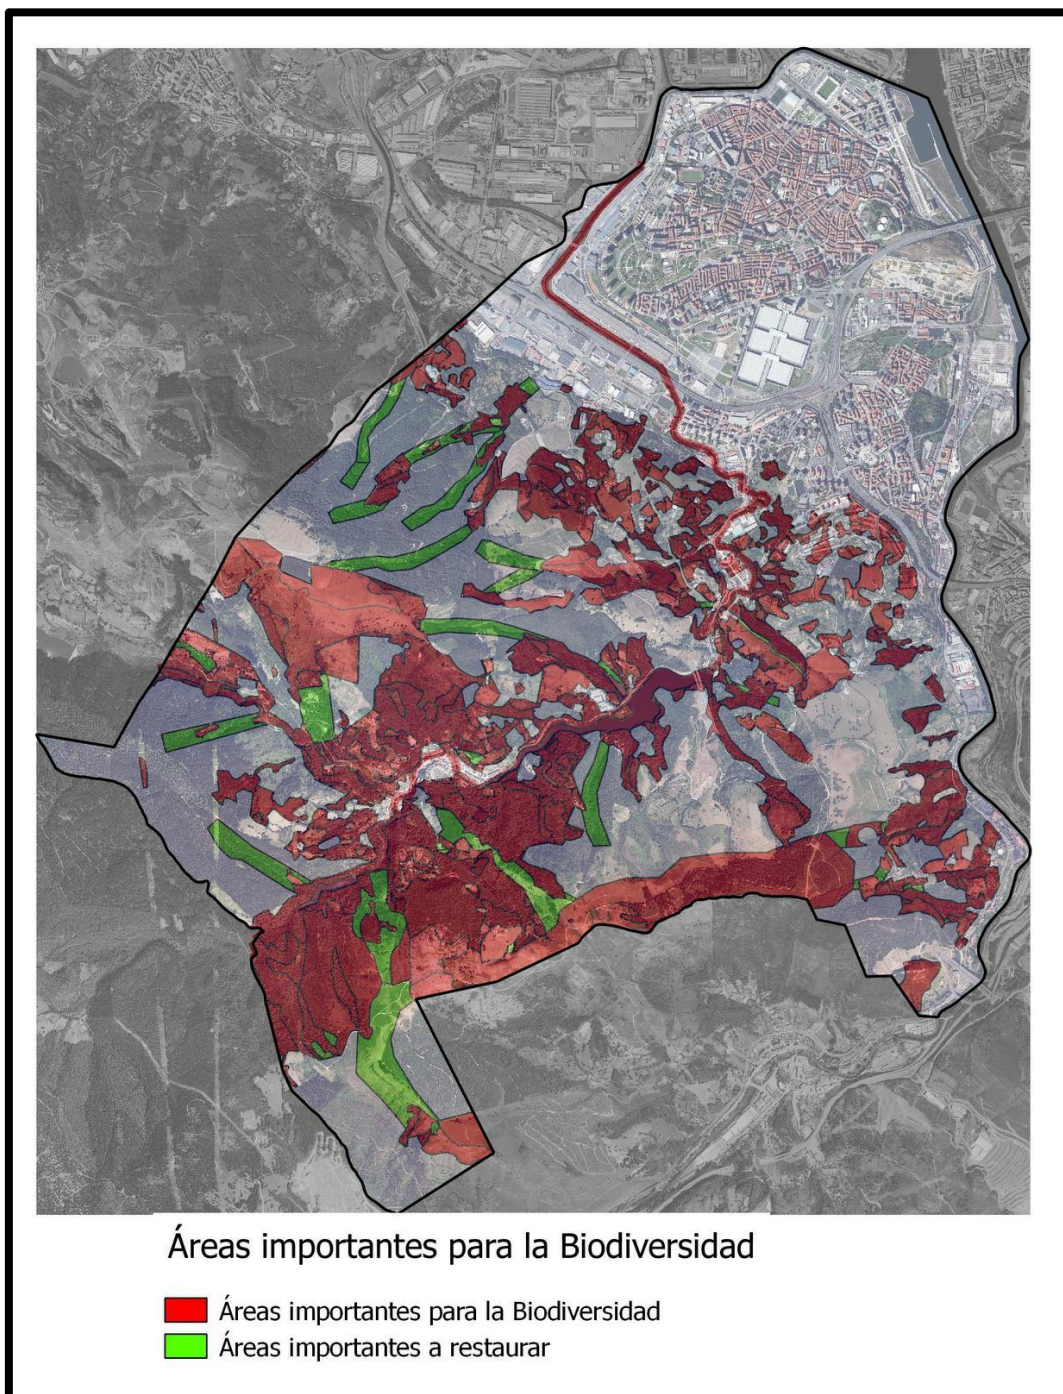 Áreas importantes para la Biodiversidad
Áreas importantes para la Biodiversidad
Áreas importantes a restaurar